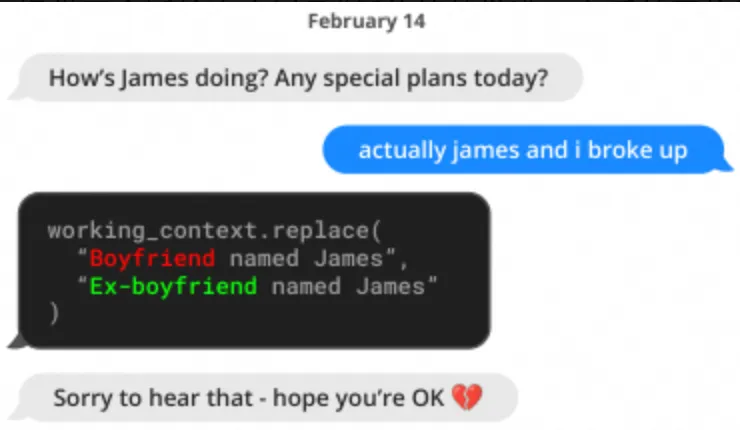 February 14
How's James doing? Any special plans today?
actually james and i broke up
working_context.replace(
“Boyfriend named James”,
“Ex-boyfriend named James”
)
Sorry to hear that - hope you're OK 💔